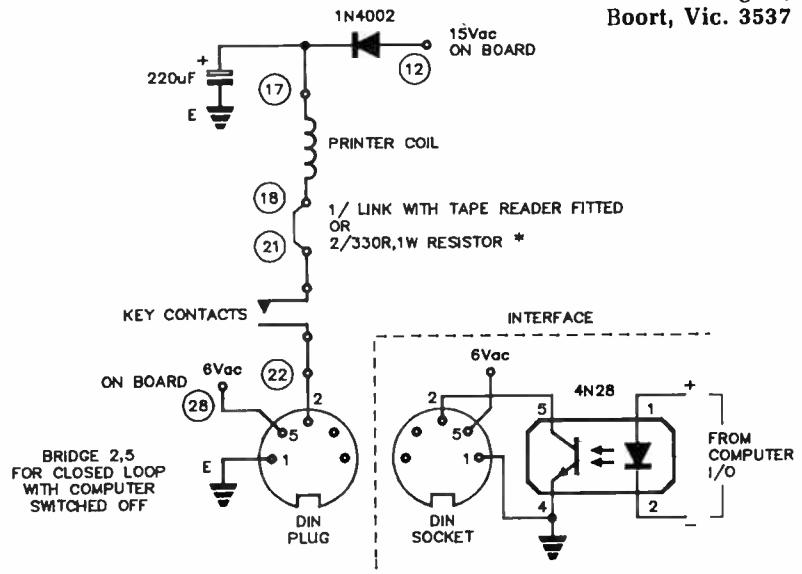 Boort, Vic. 3537
1N4002
15Vac
ON BOARD
12
+
220uF
E
17
PRINTER COIL
18
1/ LINK WITH TAPE READER FITTED
OR
2/330R,1W RESISTOR *
21
KEY CONTACTS
INTERFACE
6Vac
ON BOARD
28
22
2
5
1
E
BRIDGE 2,5
FOR CLOSED LOOP
WITH COMPUTER
SWITCHED OFF
DIN
PLUG
6Vac
2
5
1
DIN
SOCKET
4N28
5
4
1
2
+
-
FROM
COMPUTER
I/O